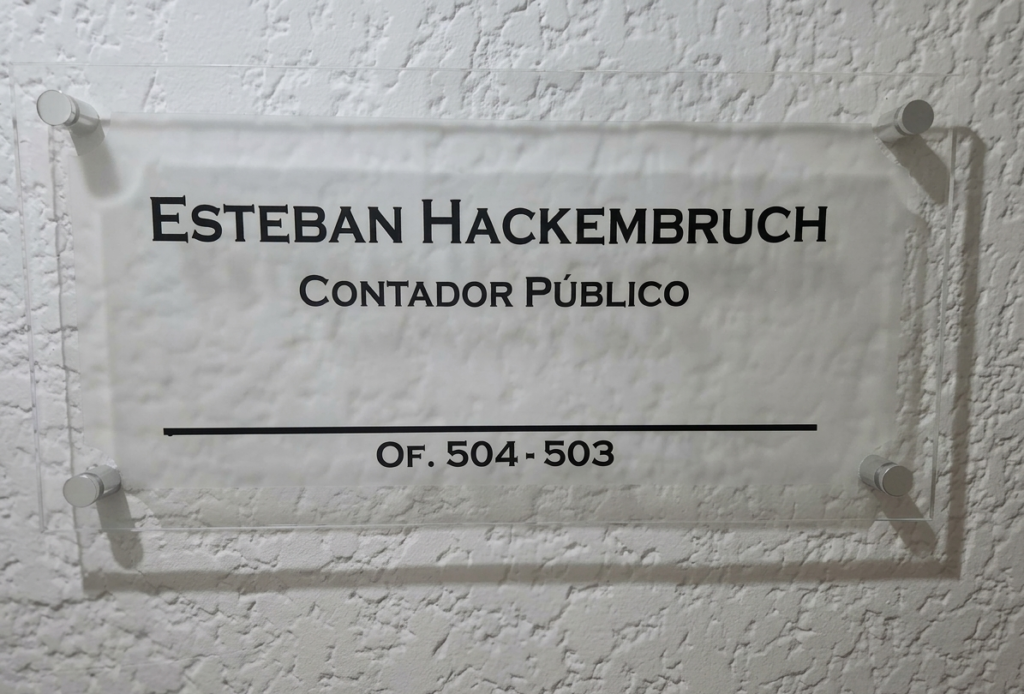 ESTEBAN HACKEMBRUCH
CONTADOR PÚBLICO
OF. 504 - 503